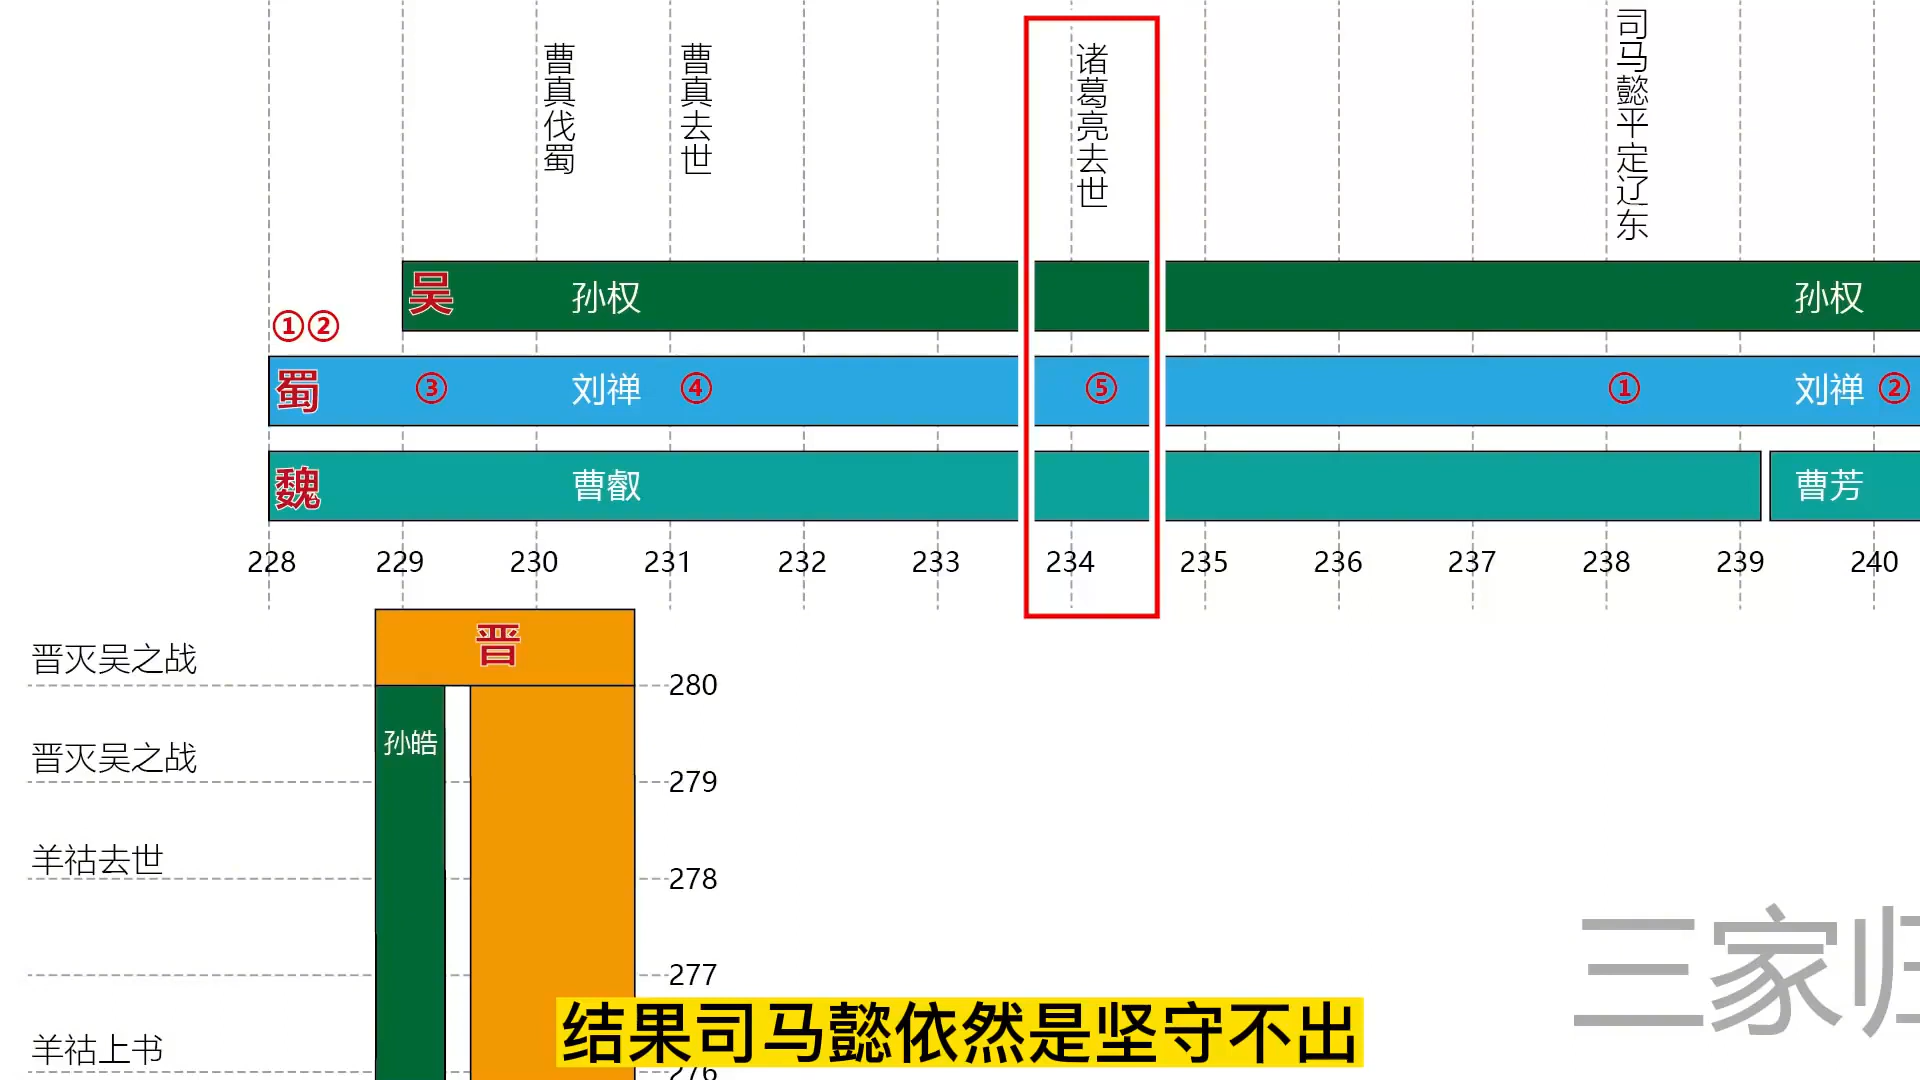 曹真伐蜀
曹真去世
诸葛亮去世
司马懿平定辽东
吴
孙权
孙权
①②
蜀
③
刘禅
④
⑤
①
刘禅
②
魏
曹叡
曹芳
228
229
230
231
232
233
234
235
236
237
238
239
240
晋
晋灭吴之战
280
孙皓
晋灭吴之战
279
羊祜去世
278
277
羊祜上书
276
三家归
结果司马懿依然是坚守不出